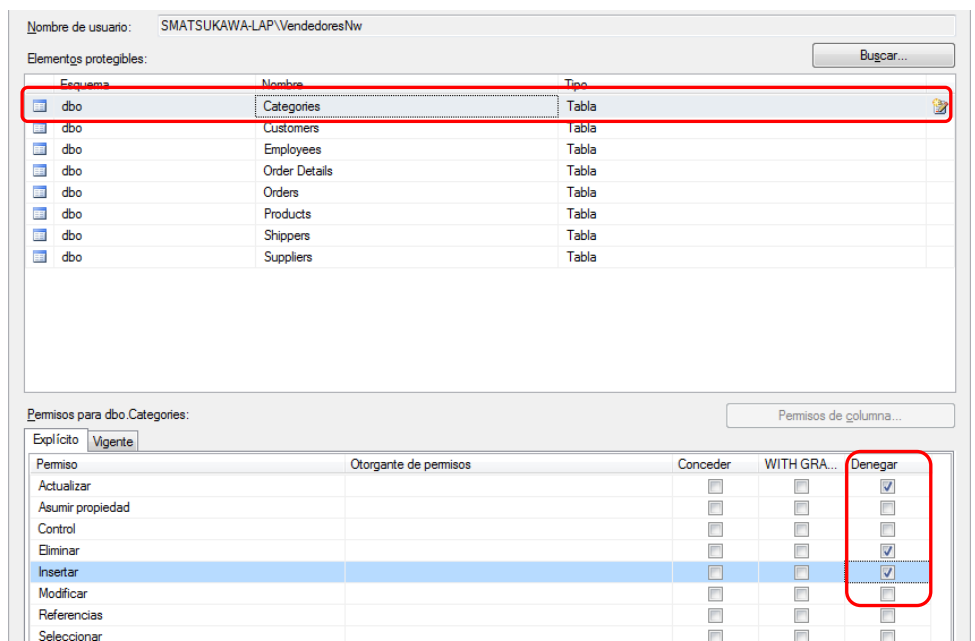 Nombre de usuario: SMATSUKAWA-LAP\VendedoresNw
Elementos protegibles: Buscar...
Esquema Nombre Tipo
dbo Categories Tabla
dbo Customers Tabla
dbo Employees Tabla
dbo Order Details Tabla
dbo Orders Tabla
dbo Products Tabla
dbo Shippers Tabla
dbo Suppliers Tabla
Permisos para dbo.Categories: Permisos de columna...
Explícito Vigente
Permiso Otorgante de permisos Conceder WITH GRA... Denegar
Actualizar
Asumir propiedad
Control
Eliminar
Insertar
Modificar
Referencias
Seleccionar